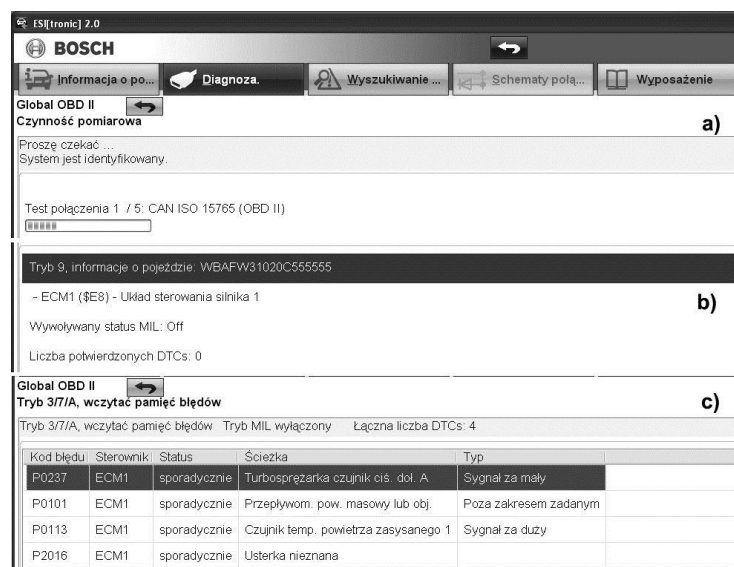 ESI[tronic] 2.0
BOSCH
Informacja o po... Diagnoza. Wyszukiwanie ... Schematy połą... Wyposażenie
Global OBD II
Czynność pomiarowa
a)
Proszę czekać ...
System jest identyfikowany.
Test połączenia 1 / 5: CAN ISO 15765 (OBD II)
Tryb 9, informacje o pojeździe: WBAFW31020C555555
- ECM1 ($E8) - Układ sterowania silnika 1
b)
Wywoływany status MIL: Off
Liczba potwierdzonych DTCs: 0
Global OBD II
Tryb 3/7/A, wczytać pamięć błędów
c)
Tryb 3/7/A, wczytać pamięć błędów Tryb MIL wyłączony Łączna liczba DTCs: 4
Kod błędu Sterownik Status Ścieżka Typ
P0237 ECM1 sporadycznie Turbosprężarka czujnik ciś. doł. A Sygnał za mały
P0101 ECM1 sporadycznie Przepływom. pow. masowy lub obj. Poza zakresem zadanym
P0113 ECM1 sporadycznie Czujnik temp. powietrza zasysanego 1 Sygnał za duży
P2016 ECM1 sporadycznie Usterka nieznana